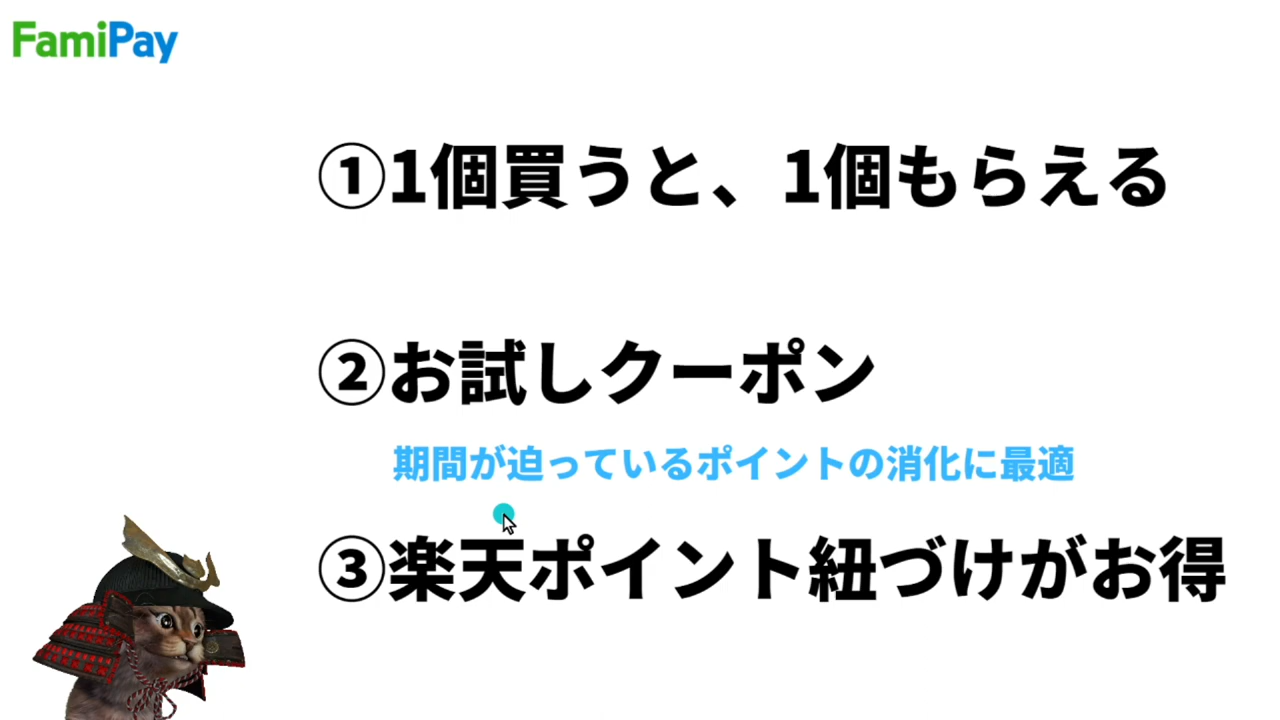 FamiPay
①1個買うと、1個もらえる
②お試しクーポン
期間が迫っているポイントの消化に最適
③楽天ポイント紐づけがお得